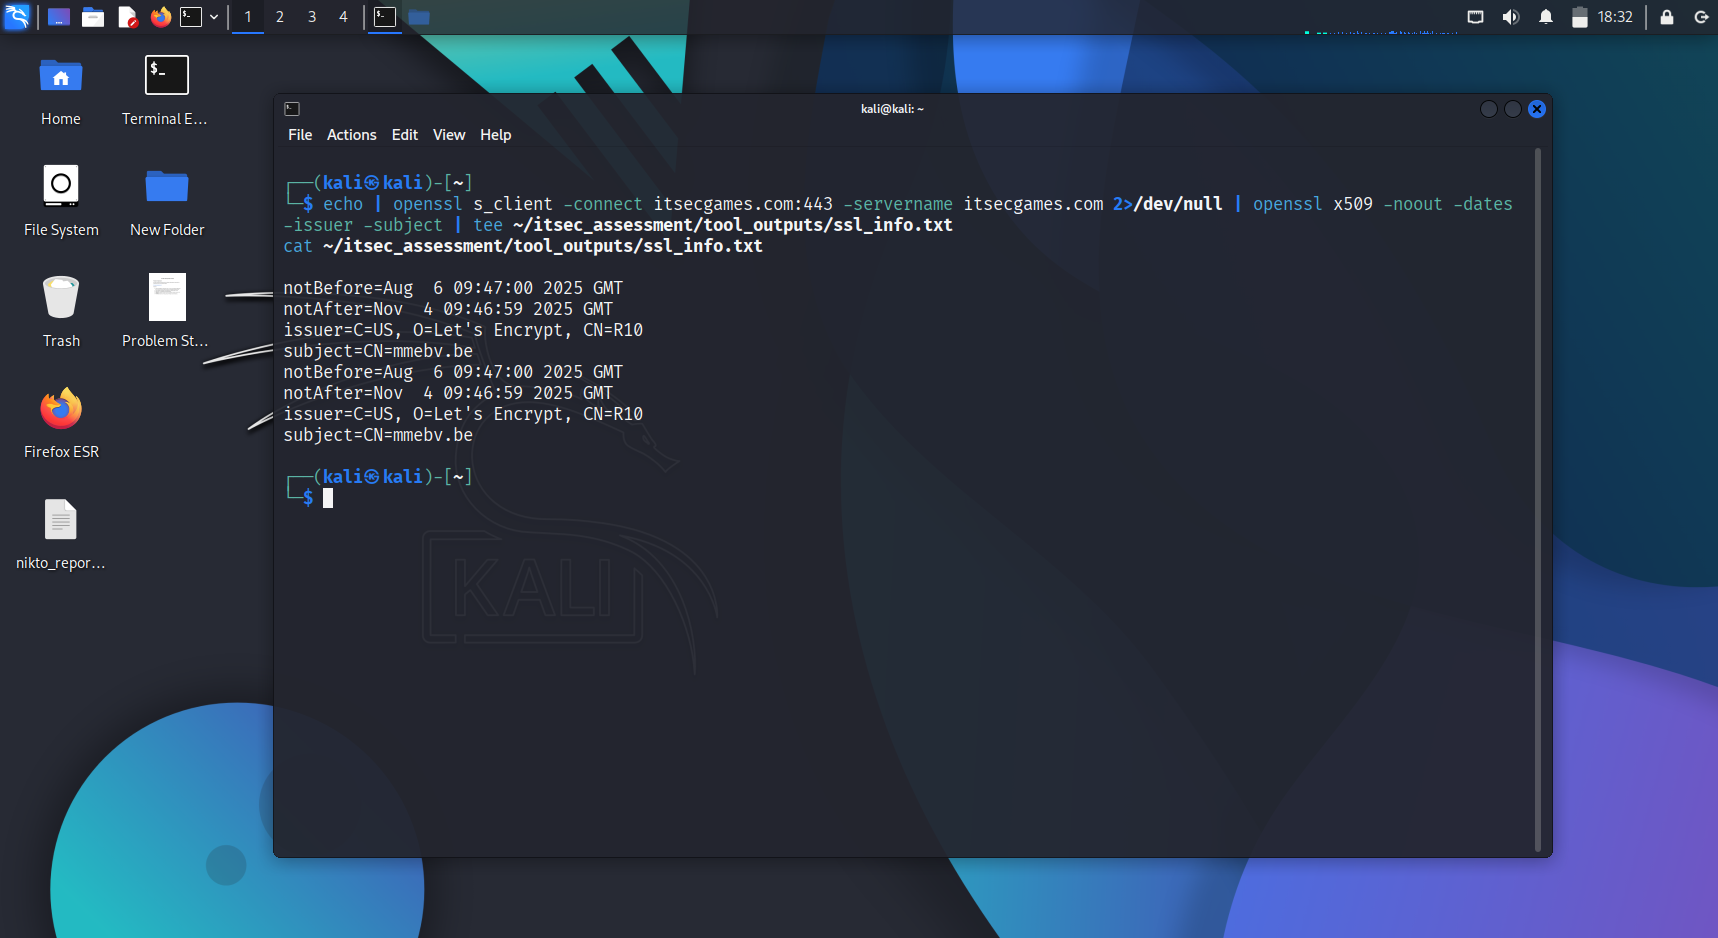 1 2 3 4 18:32
Home
Terminal E...
File System
New Folder
Trash
Problem St...
Firefox ESR
nikto_repor...
kali@kali: ~
File Actions Edit View Help
┌──(kali㉿kali)-[~]
└─$ echo | openssl s_client -connect itsecgames.com:443 -servername itsecgames.com 2>/dev/null | openssl x509 -noout -dates
-issuer -subject | tee ~/itsec_assessment/tool_outputs/ssl_info.txt
cat ~/itsec_assessment/tool_outputs/ssl_info.txt
notBefore=Aug  6 09:47:00 2025 GMT
notAfter=Nov  4 09:46:59 2025 GMT
issuer=C=US, O=Let's Encrypt, CN=R10
subject=CN=mmebv.be
notBefore=Aug  6 09:47:00 2025 GMT
notAfter=Nov  4 09:46:59 2025 GMT
issuer=C=US, O=Let's Encrypt, CN=R10
subject=CN=mmebv.be
┌──(kali㉿kali)-[~]
└─$
KALI